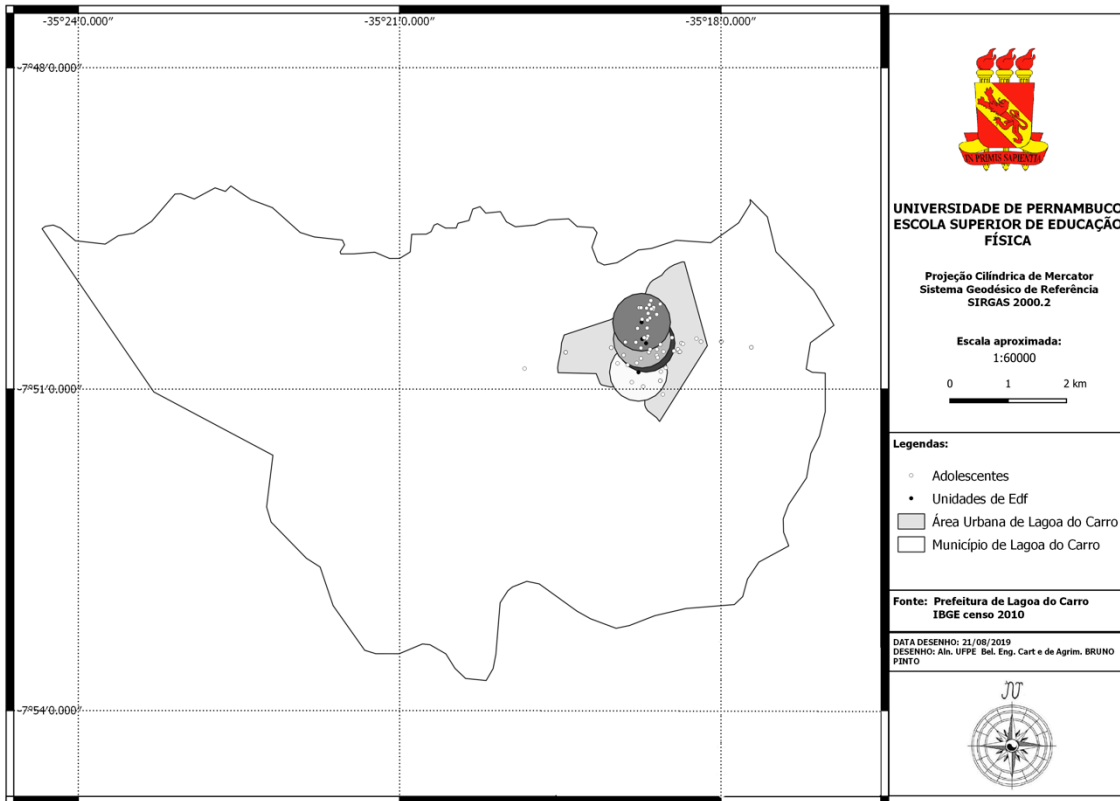 -35°24'0.000"
-35°21'0.000"
-35°18'0.000"
-7°48'0.000"
-7°51'0.000"
-7°54'0.000"
IN PRIMIS SAPIENTIA
UNIVERSIDADE DE PERNAMBUCO
ESCOLA SUPERIOR DE EDUCAÇÃO
FÍSICA
Projeção Cilíndrica de Mercator
Sistema Geodésico de Referência
SIRGAS 2000.2
Escala aproximada:
1:60000
0 1 2 km
Legendas:
Adolescentes
Unidades de Edf
Área Urbana de Lagoa do Carro
Município de Lagoa do Carro
Fonte: Prefeitura de Lagoa do Carro
IBGE censo 2010
DATA DESENHO: 21/08/2019
DESENHO: Aln. UFPE Bel. Eng. Cart e de Agrim. BRUNO
PINTO
N